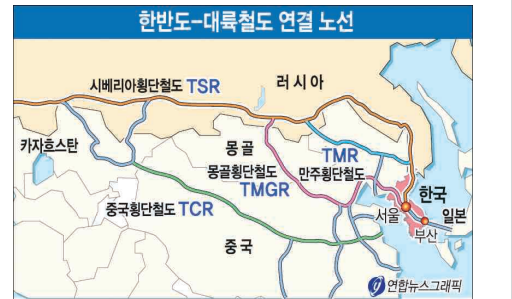 한반도-대륙철도 연결 노선
시베리아횡단철도 TSR
러시아
카자흐스탄
몽골
몽골횡단철도
TMGR
TMR
만주횡단철도
중국횡단철도 TCR
중국
한국
서울
일본
부산
연합뉴스그래픽